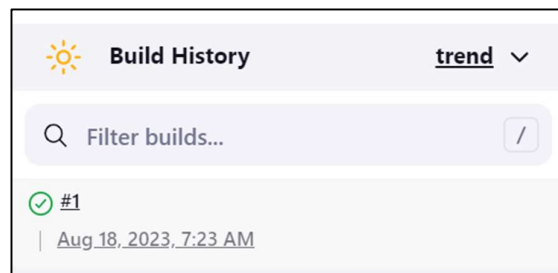 Build History trend
Filter builds... /
#1
Aug 18, 2023, 7:23 AM